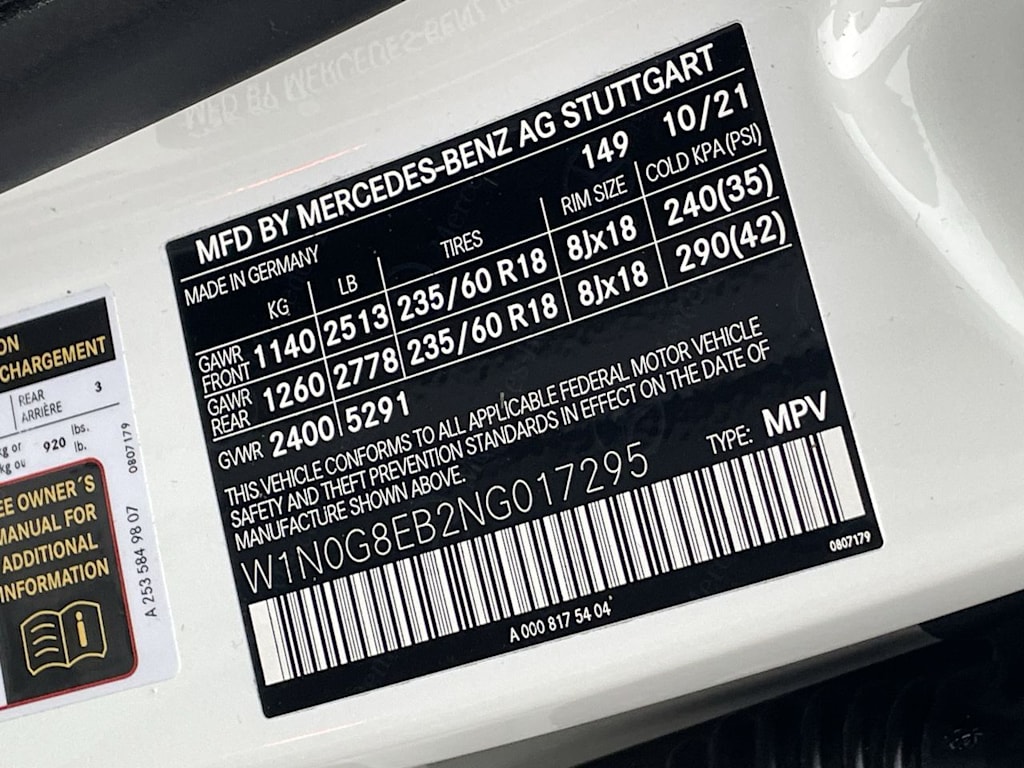 MFD BY MERCEDES-BENZ AG STUTTGART
MADE IN GERMANY 149 10/21
KG LB TIRES RIM SIZE COLD KPA (PSI)
GAWR FRONT 1140 2513 235/60 R18 8Jx18 240(35)
GAWR REAR 1260 2778 235/60 R18 8Jx18 290(42)
GVWR 2400 5291
THIS VEHICLE CONFORMS TO ALL APPLICABLE FEDERAL MOTOR VEHICLE
SAFETY AND THEFT PREVENTION STANDARDS IN EFFECT ON THE DATE OF
MANUFACTURE SHOWN ABOVE.
W1N0G8EB2NG017295 TYPE: MPV
A 000 817 54 04
0807179
ON
CHARGEMENT
REAR 3
ARRIÈRE
kg or 920 lbs.
kg ou lb.
EE OWNER´S
MANUAL FOR
ADDITIONAL
INFORMATION
A 253 584 98 07 0807179